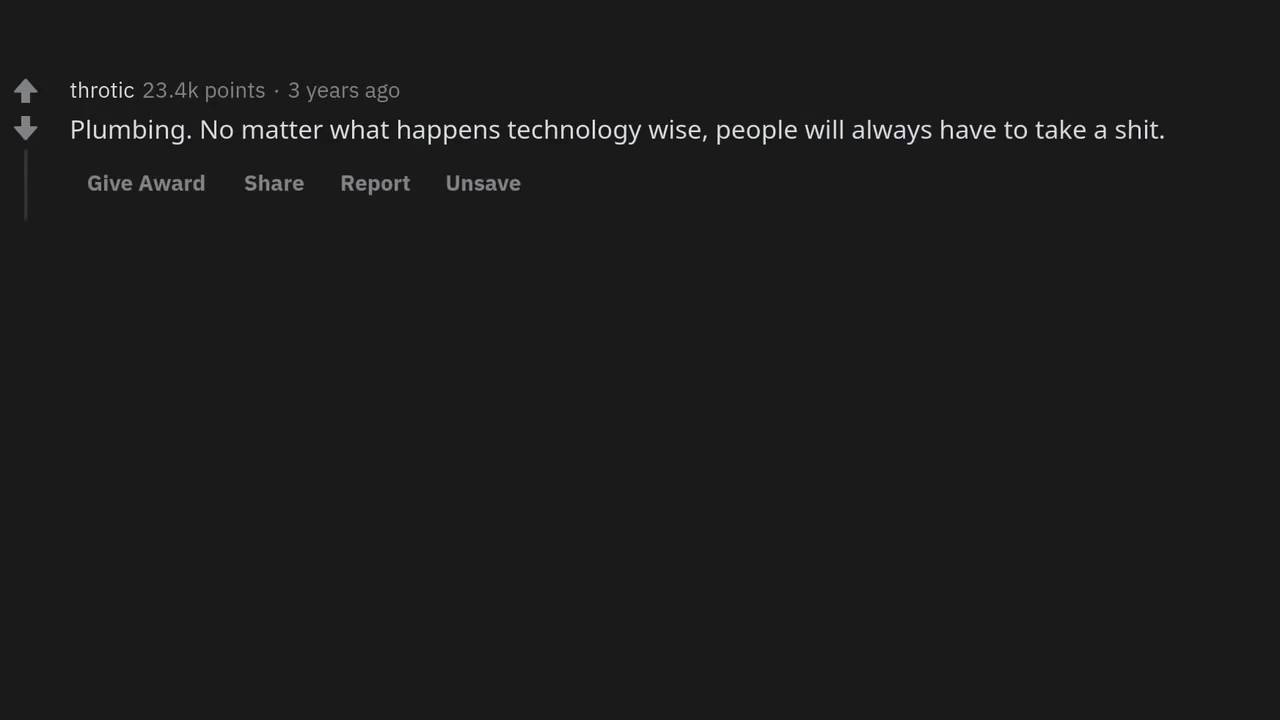 throtic 23.4k points · 3 years ago
Plumbing. No matter what happens technology wise, people will always have to take a shit.
Give Award Share Report Unsave